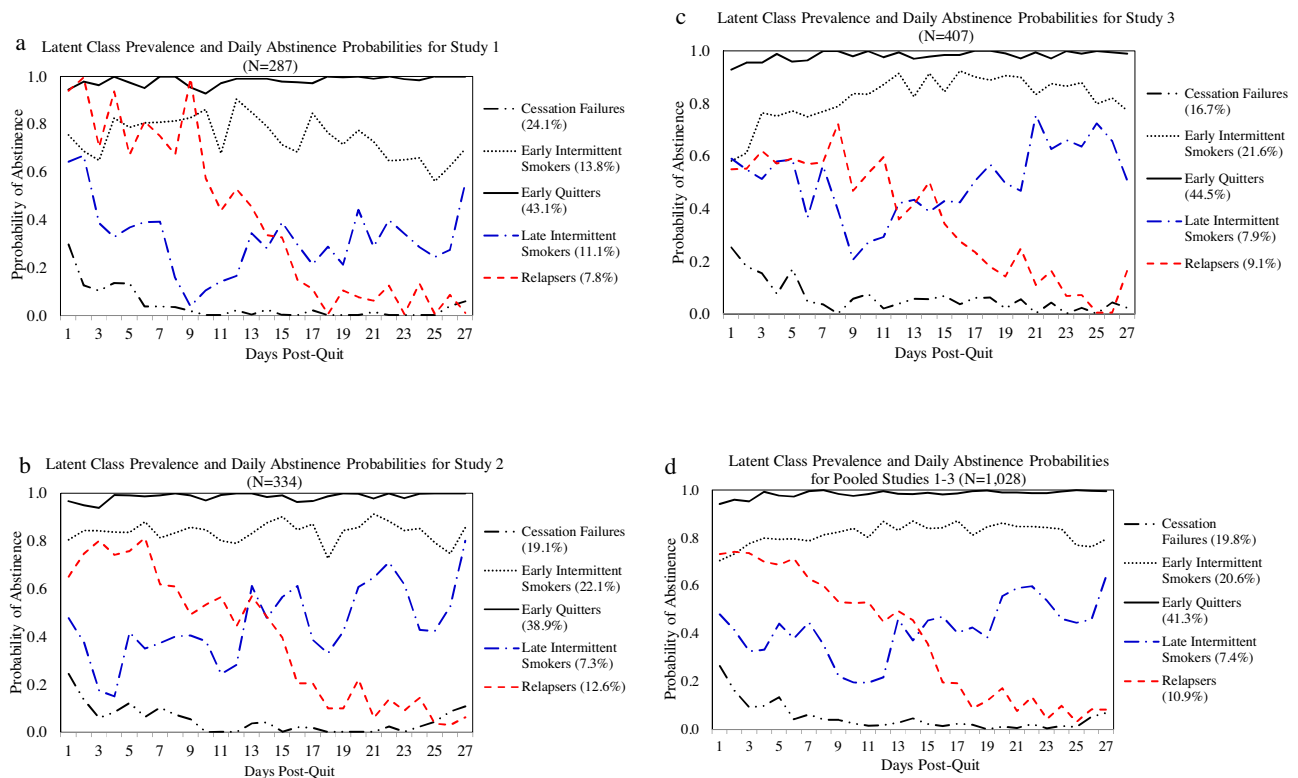 a
Latent Class Prevalence and Daily Abstinence Probabilities for Study 1
(N=287)
Pprobability of Abstinence
1.0
0.8
0.6
0.4
0.2
0.0
1 3 5 7 9 11 13 15 17 19 21 23 25 27
Days Post-Quit
Cessation Failures
(24.1%)
Early Intermittent
Smokers (13.8%)
Early Quitters
(43.1%)
Late Intermittent
Smokers (11.1%)
Relapsers (7.8%)
c
Latent Class Prevalence and Daily Abstinence Probabilities for Study 3
(N=407)
Probability of Abstinence
1.0
0.8
0.6
0.4
0.2
0.0
1 3 5 7 9 11 13 15 17 19 21 23 25 27
Days Post-Quit
Cessation Failures
(16.7%)
Early Intermittent
Smokers (21.6%)
Early Quitters
(44.5%)
Late Intermittent
Smokers (7.9%)
Relapsers (9.1%)
b
Latent Class Prevalence and Daily Abstinence Probabilities for Study 2
(N=334)
Probability of Abstinence
1.0
0.8
0.6
0.4
0.2
0.0
1 3 5 7 9 11 13 15 17 19 21 23 25 27
Days Post-Quit
Cessation Failures
(19.1%)
Early Intermittent
Smokers (22.1%)
Early Quitters
(38.9%)
Late Intermittent
Smokers (7.3%)
Relapsers (12.6%)
d
Latent Class Prevalence and Daily Abstinence Probabilities
for Pooled Studies 1-3 (N=1,028)
Probability of Abstinence
1.0
0.8
0.6
0.4
0.2
0.0
1 3 5 7 9 11 13 15 17 19 21 23 25 27
Days Post-Quit
Cessation
Failures (19.8%)
Early Intermittent
Smokers (20.6%)
Early Quitters
(41.3%)
Late Intermittent
Smokers (7.4%)
Relapsers
(10.9%)